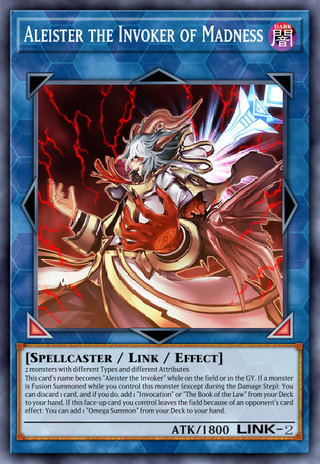 Aleister the Invoker of Madness
DARK
闇
[Spellcaster / Link / Effect]
2 monsters with different Types and different Attributes
This card's name becomes "Aleister the Invoker" while on the field or in the GY. If a monster
is Fusion Summoned while you control this monster (except during the Damage Step): You
can discard 1 card, and if you do, add 1 "Invocation" or "The Book of the Law" from your Deck
to your hand. If this face-up card you control leaves the field because of an opponent's card
effect: You can add 1 "Omega Summon" from your Deck to your hand.
ATK/1800 LINK-2